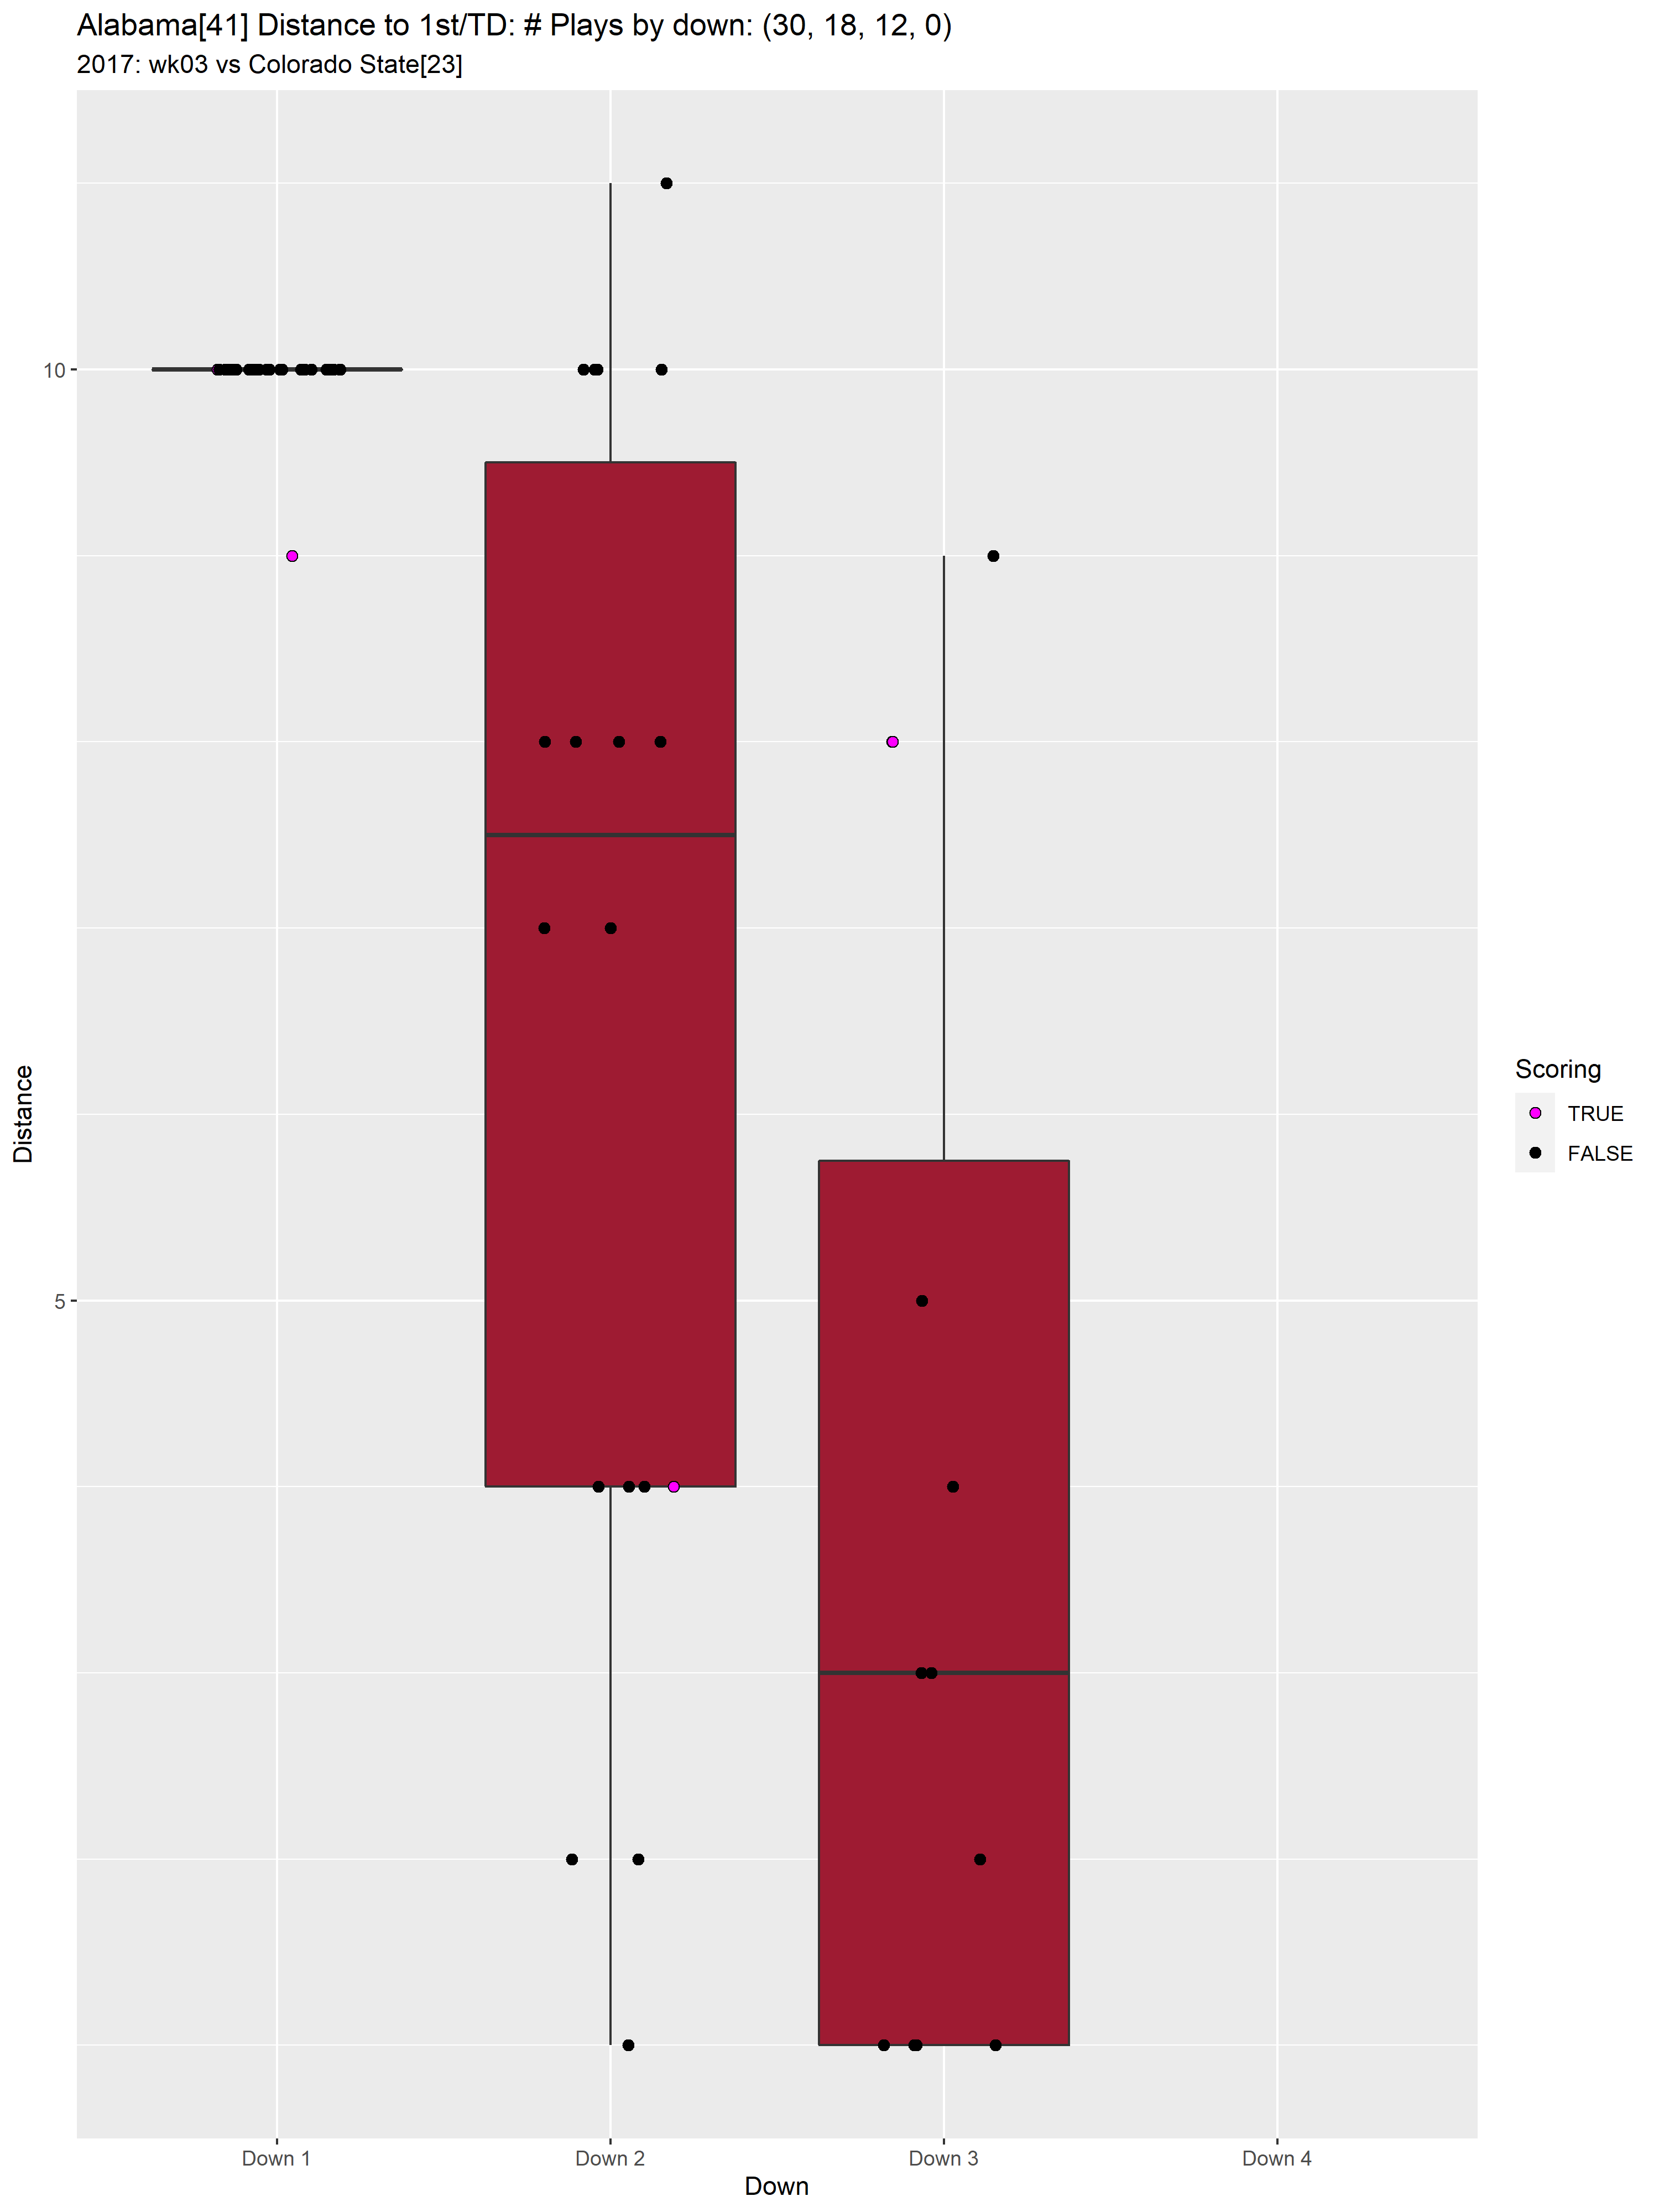 Alabama[41] Distance to 1st/TD: # Plays by down: (30, 18, 12, 0)
2017: wk03 vs Colorado State[23]
10
5
Distance
Down 1
Down 2
Down 3
Down 4
Down
Scoring
TRUE
FALSE